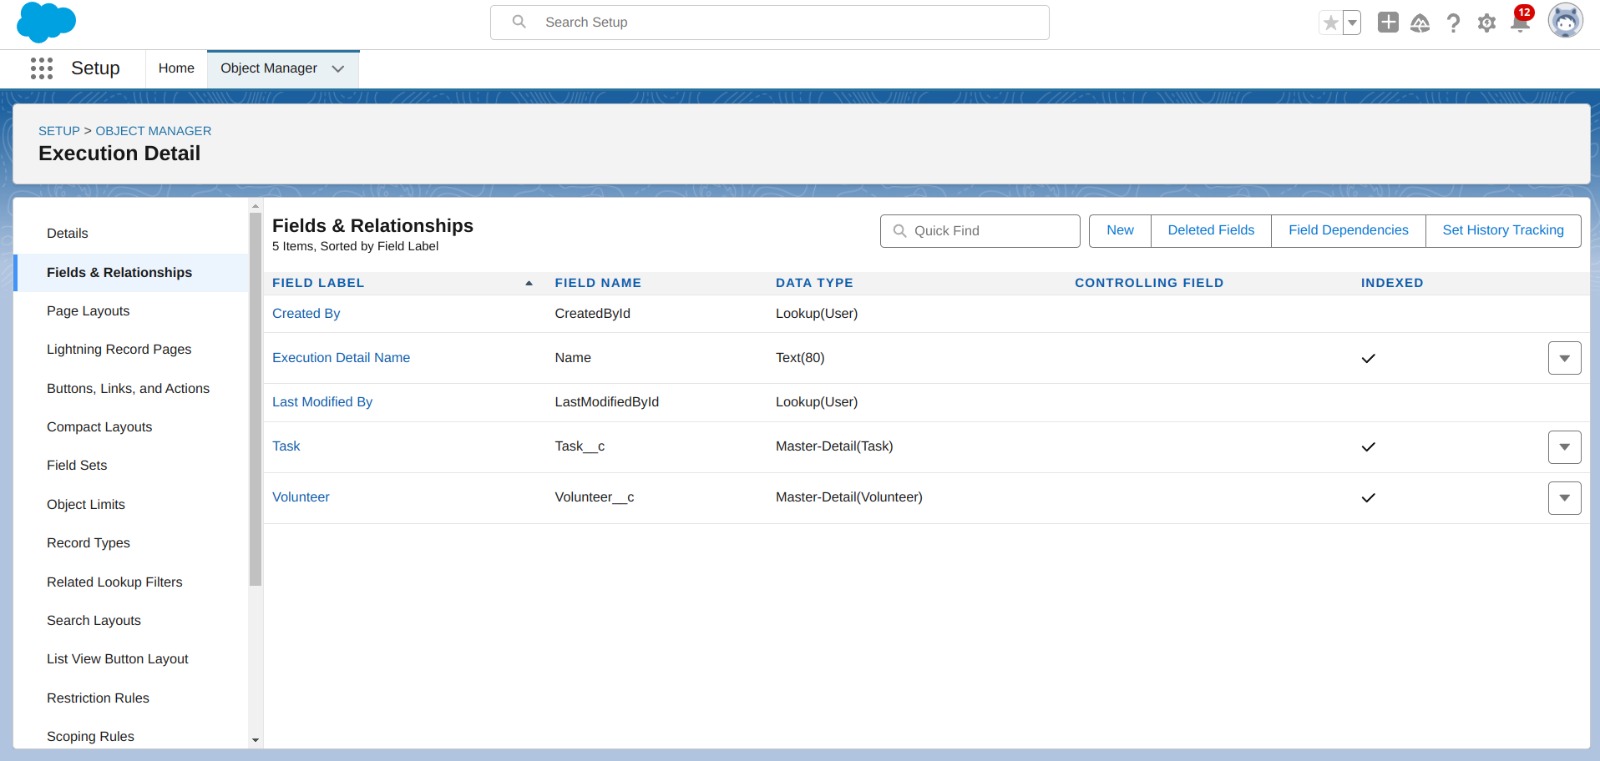 Search Setup
12
Setup
Home
Object Manager
SETUP > OBJECT MANAGER
Execution Detail
Details
Fields & Relationships
Page Layouts
Lightning Record Pages
Buttons, Links, and Actions
Compact Layouts
Field Sets
Object Limits
Record Types
Related Lookup Filters
Search Layouts
List View Button Layout
Restriction Rules
Scoping Rules
Fields & Relationships
5 Items, Sorted by Field Label
Quick Find
New
Deleted Fields
Field Dependencies
Set History Tracking
FIELD LABEL FIELD NAME DATA TYPE CONTROLLING FIELD INDEXED
Created By CreatedById Lookup(User)
Execution Detail Name Name Text(80)
Last Modified By LastModifiedById Lookup(User)
Task Task__c Master-Detail(Task)
Volunteer Volunteer__c Master-Detail(Volunteer)